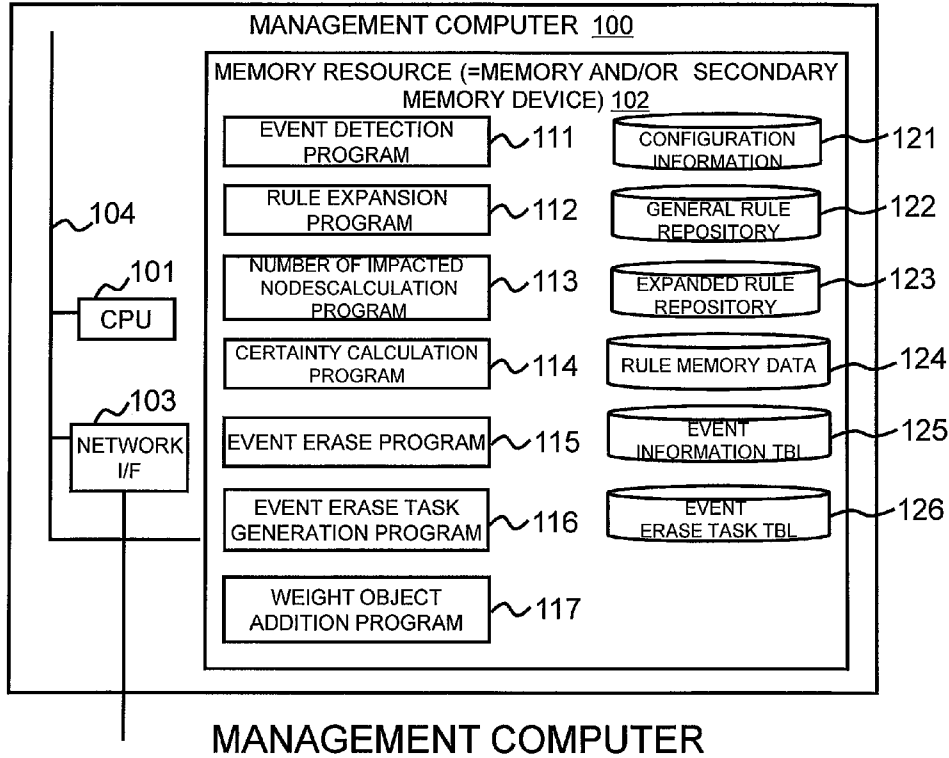 MANAGEMENT COMPUTER 100
MEMORY RESOURCE (=MEMORY AND/OR SECONDARY
MEMORY DEVICE) 102
104
101
CPU
103
NETWORK
I/F
EVENT DETECTION
PROGRAM
111
RULE EXPANSION
PROGRAM
112
NUMBER OF IMPACTED
NODESCALCULATION
PROGRAM
113
CERTAINTY CALCULATION
PROGRAM
114
EVENT ERASE PROGRAM
115
EVENT ERASE TASK
GENERATION PROGRAM
116
WEIGHT OBJECT
ADDITION PROGRAM
117
CONFIGURATION
INFORMATION
121
GENERAL RULE
REPOSITORY
122
EXPANDED RULE
REPOSITORY
123
RULE MEMORY DATA
124
EVENT
INFORMATION TBL
125
EVENT
ERASE TASK TBL
126
MANAGEMENT COMPUTER